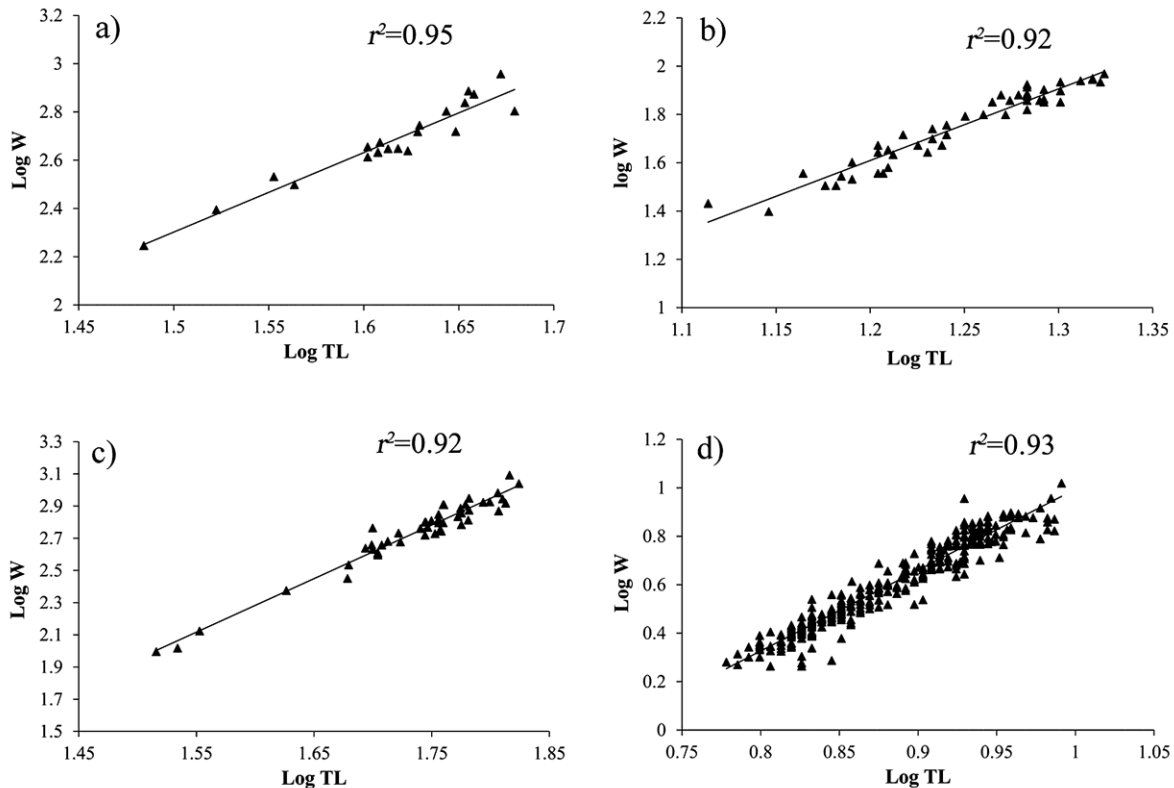 a)
r²=0.95
3.2
3
2.8
2.6
2.4
2.2
2
Log W
1.45 1.5 1.55 1.6 1.65 1.7
Log TL
b)
r²=0.92
2.2
2
1.8
1.6
1.4
1.2
1
log W
1.1 1.15 1.2 1.25 1.3 1.35
Log TL
c)
r²=0.92
3.3
3.1
2.9
2.7
2.5
2.3
2.1
1.9
1.7
1.5
Log W
1.45 1.55 1.65 1.75 1.85
Log TL
d)
r²=0.93
1.2
1
0.8
0.6
0.4
0.2
0
Log W
0.75 0.8 0.85 0.9 0.95 1 1.05
Log TL